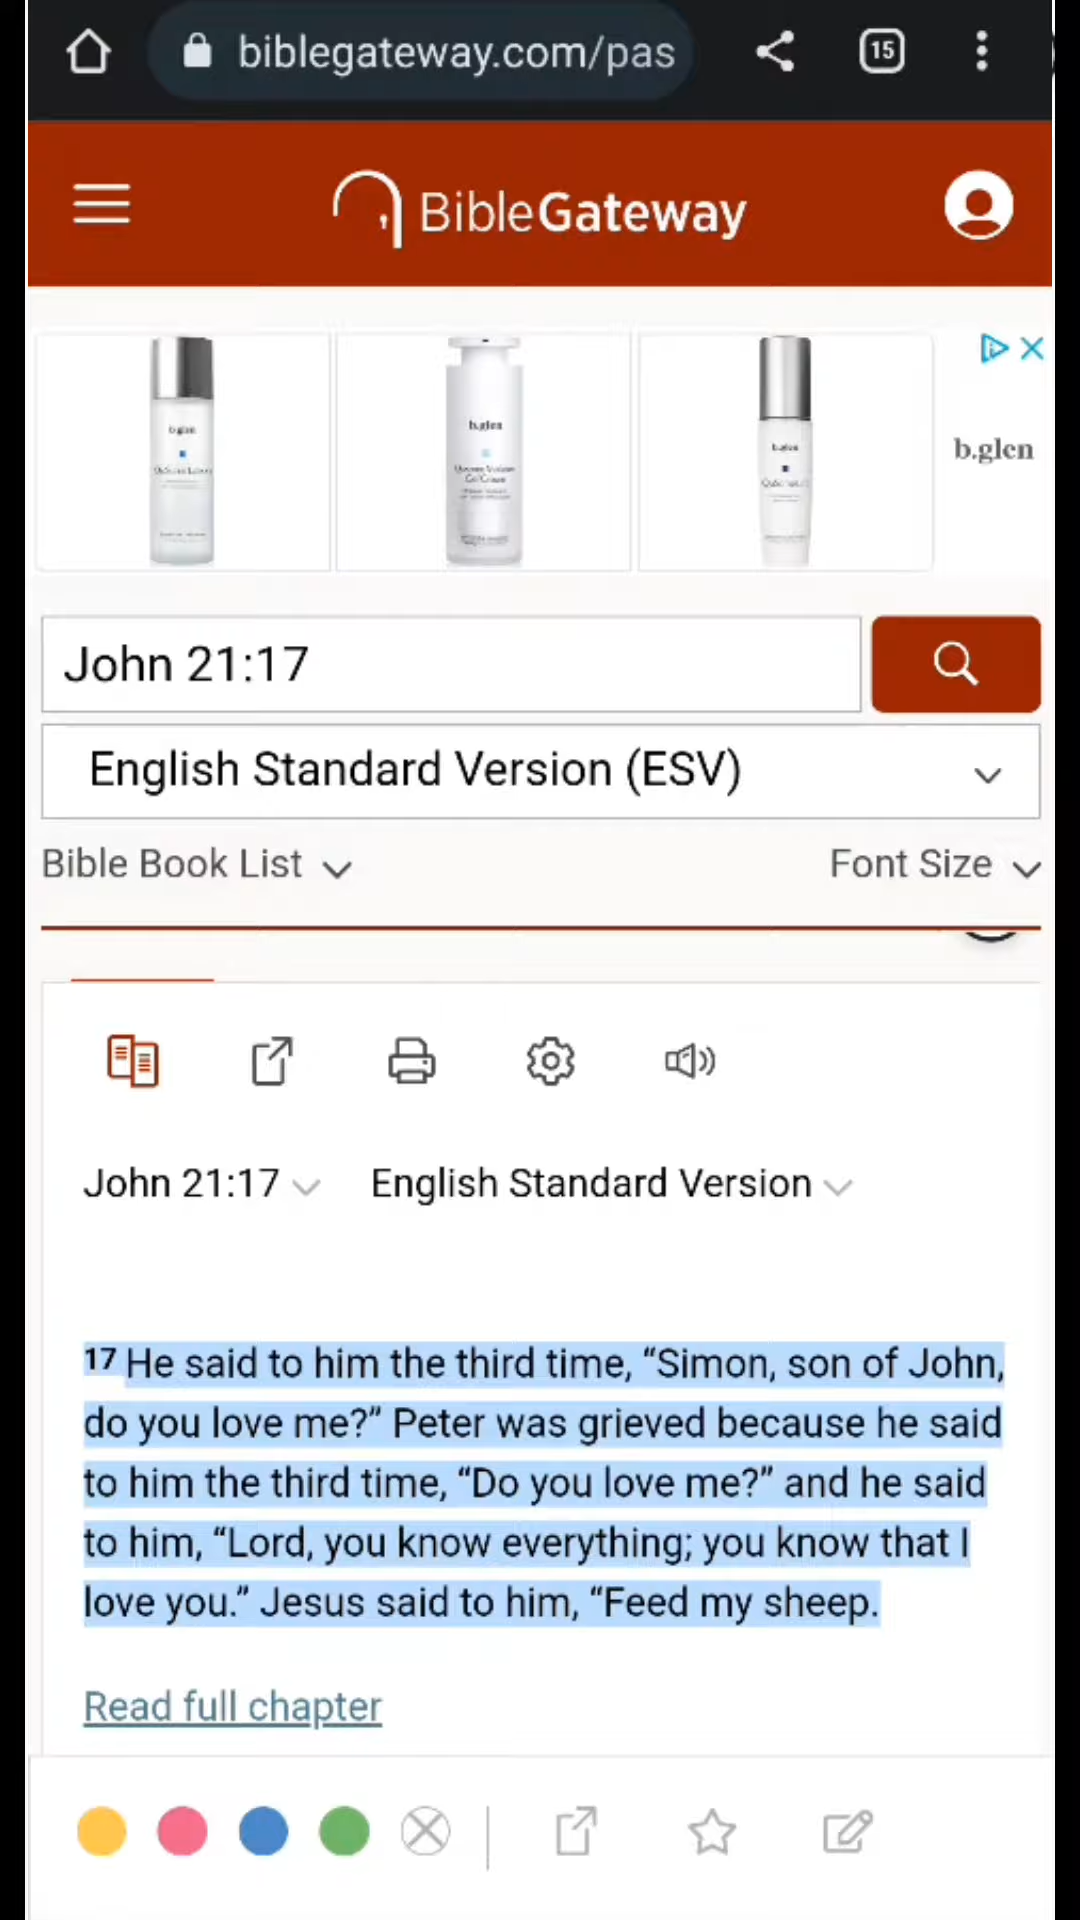 biblegateway.com/pas
15
BibleGateway
b.glen
b.glen
b.glen
b.glen
John 21:17
English Standard Version (ESV)
Bible Book List
Font Size
John 21:17
English Standard Version
17 He said to him the third time, “Simon, son of John,
do you love me?” Peter was grieved because he said
to him the third time, “Do you love me?” and he said
to him, “Lord, you know everything; you know that I
love you.” Jesus said to him, “Feed my sheep.
Read full chapter